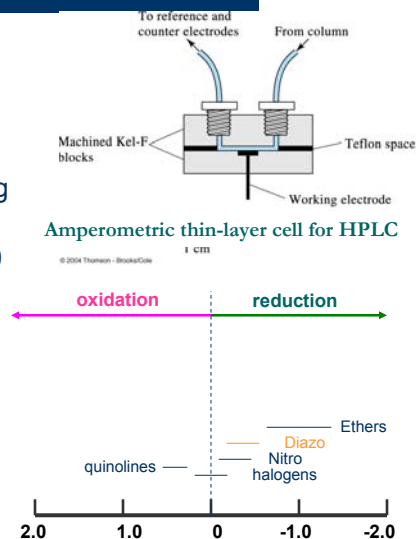 To reference and
counter electrodes
From column
Machined Kel-F
blocks
Teflon space
Working electrode
g
Amperometric thin-layer cell for HPLC
)
1 cm
© 2004 Thomson - Brooks/Cole
oxidation
reduction
Ethers
Diazo
Nitro
quinolines
halogens
2.0 1.0 0 -1.0 -2.0